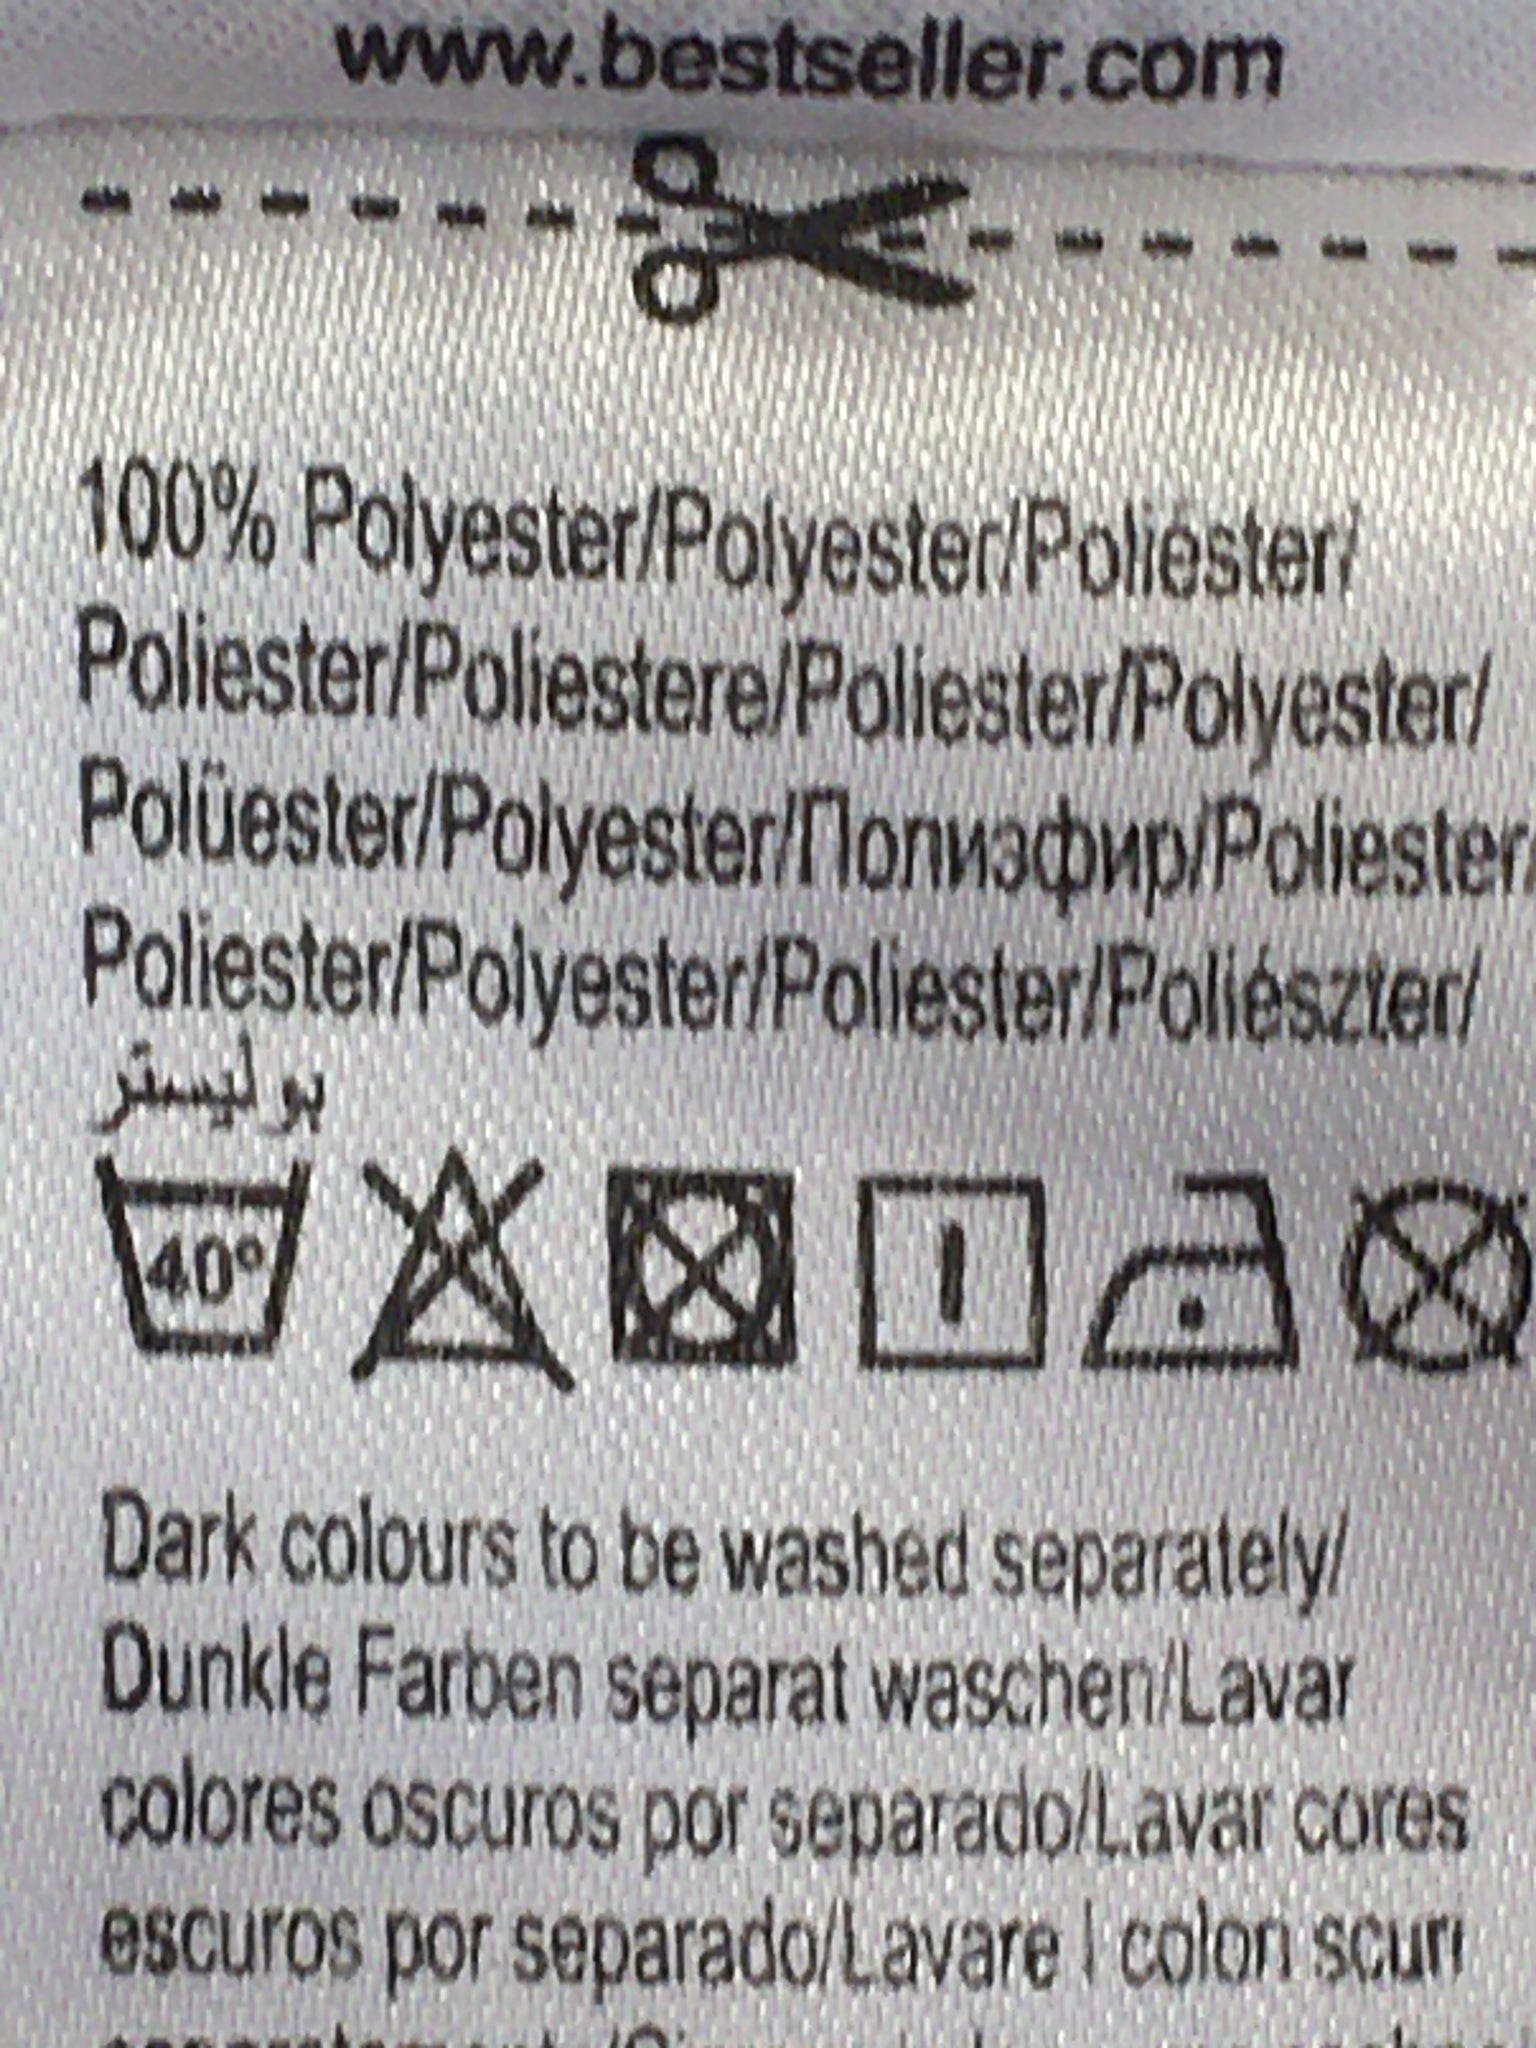 www.bestseller.com
100% Polyester/Polyester/Poliéster/
Poliester/Poliestere/Poliester/Polyester/
Polüester/Polyester/Полиэфир/Poliester/
Poliester/Polyester/Poliester/Poliészter/
بوليستر
40°
Dark colours to be washed separately/
Dunkle Farben separat waschen/Lavar
colores oscuros por separado/Lavar cores
escuros por separado/Lavare I colori scuri